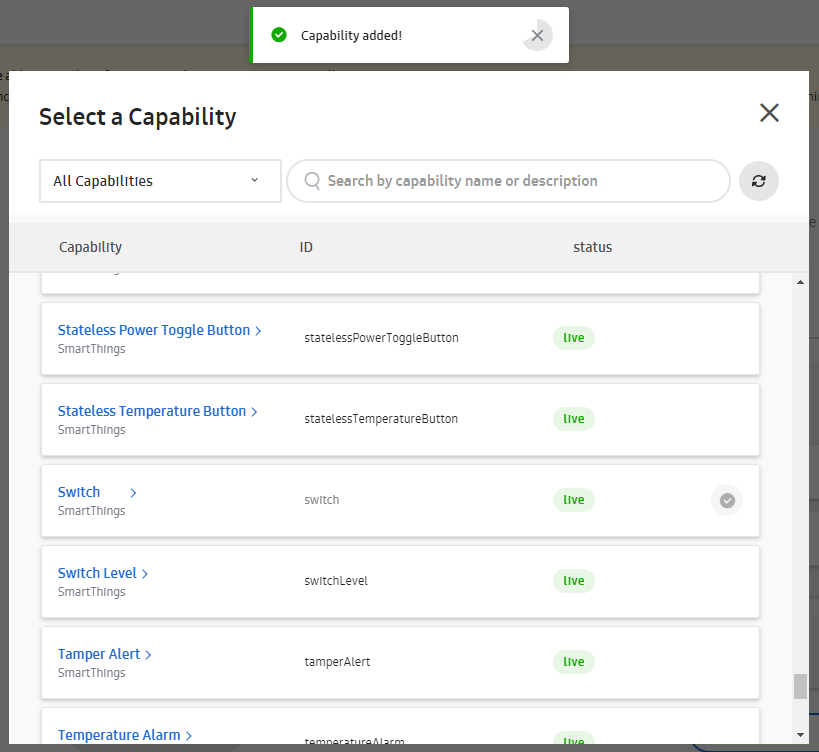 Capability added!
Select a Capability
All Capabilities
Search by capability name or description
Capability ID status
Stateless Power Toggle Button
SmartThings
statelessPowerToggleButton
live
Stateless Temperature Button
SmartThings
statelessTemperatureButton
live
Switch
SmartThings
switch
live
Switch Level
SmartThings
switchLevel
live
Tamper Alert
SmartThings
tamperAlert
live
Temperature Alarm
temperatureAlarm
live